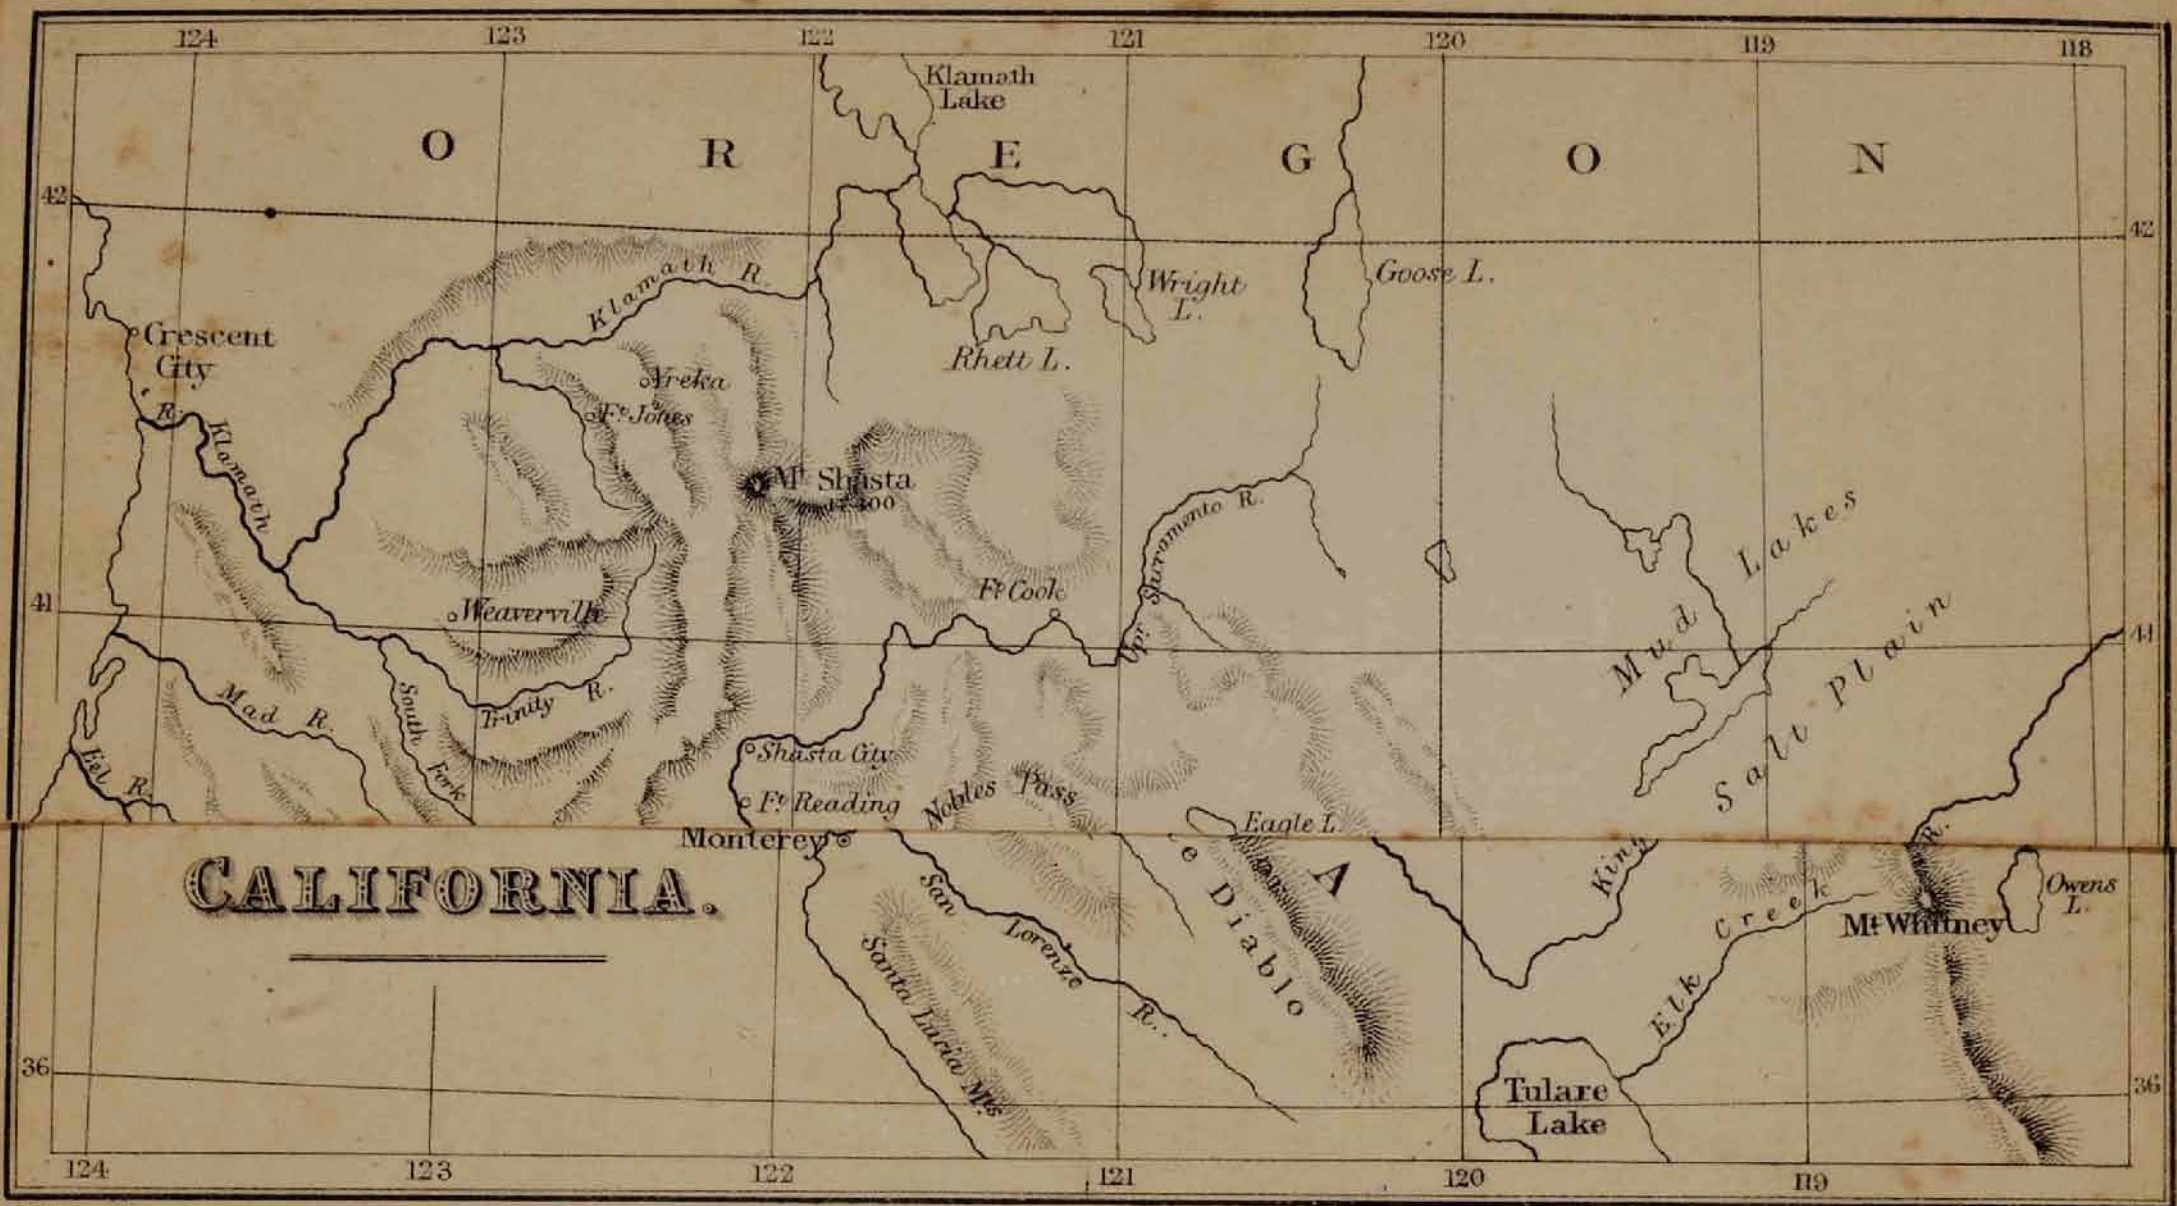 124 123 122 121 120 119 118
Klamath
Lake
O R E G O N
42
42
Klamath R.
Wright
L.
Goose L.
Crescent
City
Rhett L.
Yreka
Ft Jones
R.
Klamath
Mt Shasta
Upr Sacramento R.
Mud Lakes
Ft Cook
41
Weaverville
41
Salt Plain
Mad R.
South Fork
Trinity R.
Eel R.
Shasta City
Ft Reading
Nobles Pass
Eagle L.
Monterey
CALIFORNIA.
San Lorenzo R.
Santa Lucia Mts
te Diablo
A
King
R.
Elk Creek
Mt Whitney
Owens
L.
36
36
Tulare
Lake
124 123 122 121 120 119